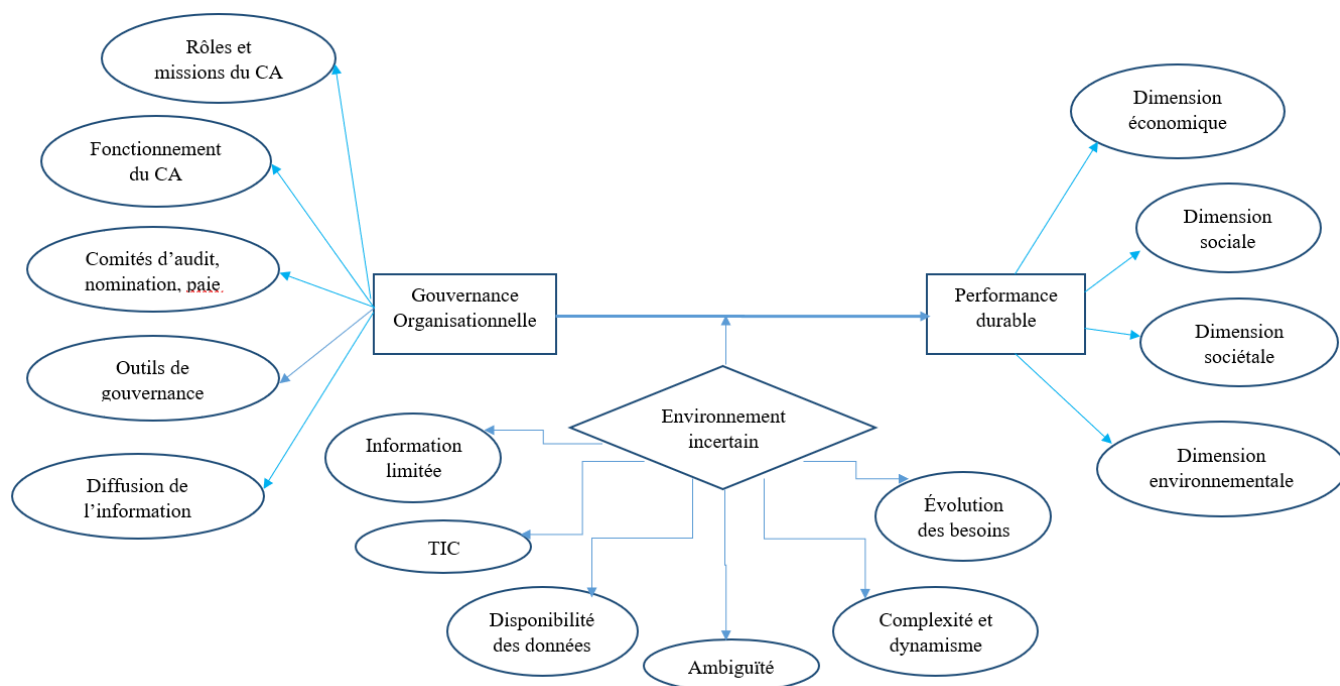 Rôles et
missions du CA
Fonctionnement
du CA
Comités d’audit,
nomination, paie
Outils de
gouvernance
Diffusion de
l’information
Gouvernance
Organisationnelle
Environnement
incertain
Information
limitée
TIC
Disponibilité
des données
Ambiguïté
Complexité et
dynamisme
Évolution
des besoins
Performance
durable
Dimension
économique
Dimension
sociale
Dimension
sociétale
Dimension
environnementale